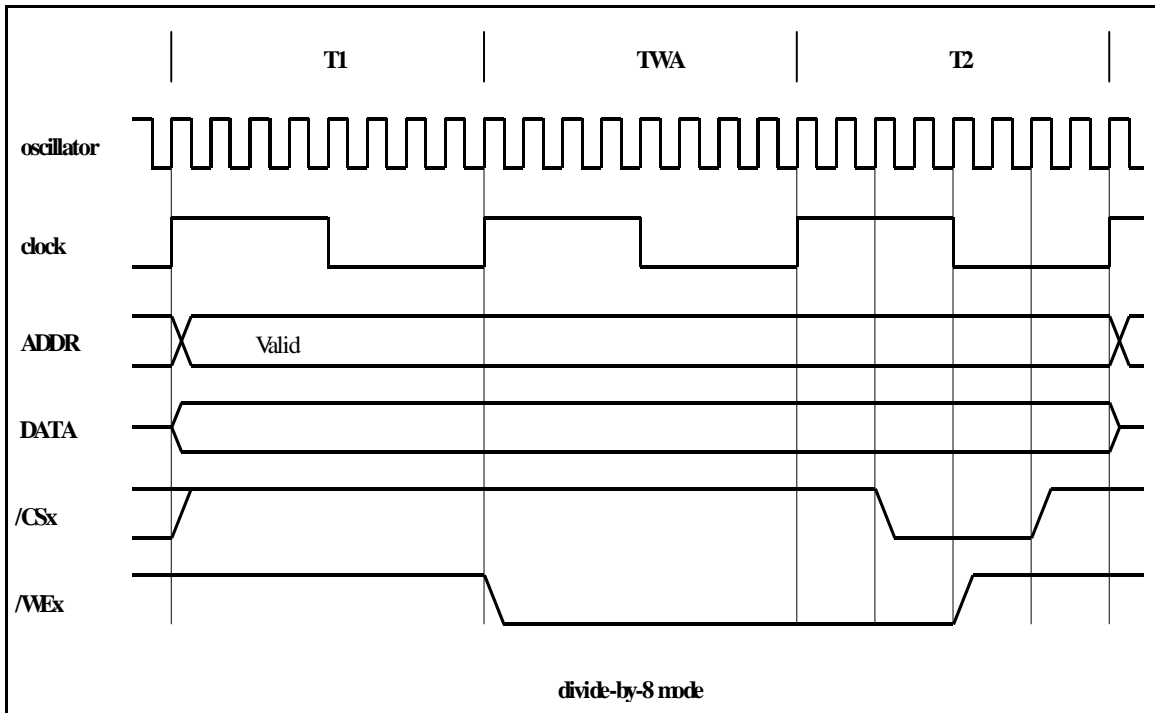 T1 TWA T2
oscillator
clock
ADDR Valid
DATA
/CSx
/WEx
divide-by-8 mode